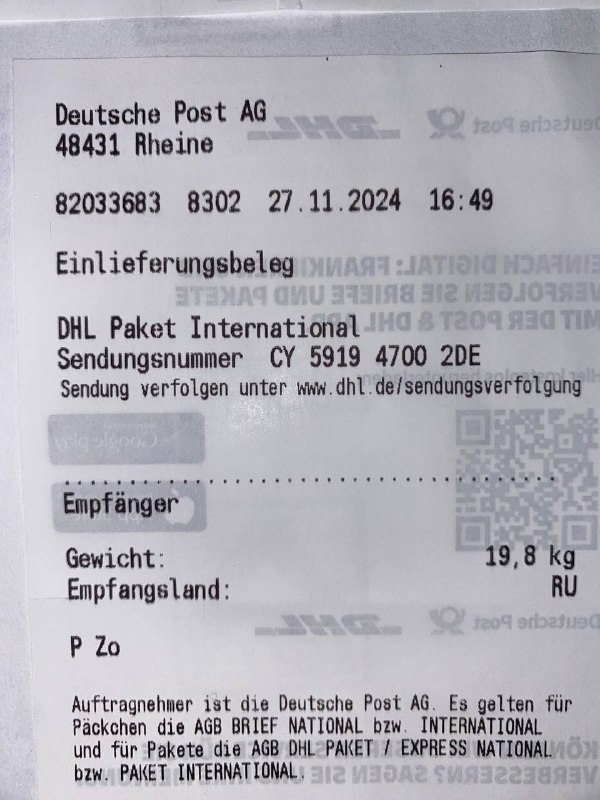 Deutsche Post AG
48431 Rheine
82033683 8302 27.11.2024 16:49
Einlieferungsbeleg
DHL Paket International
Sendungsnummer CY 5919 4700 2DE
Sendung verfolgen unter www.dhl.de/sendungsverfolgung
Empfänger
Gewicht: 19,8 kg
Empfangsland: RU
P Zo
Auftragnehmer ist die Deutsche Post AG. Es gelten für
Päckchen die AGB BRIEF NATIONAL bzw. INTERNATIONAL
und für Pakete die AGB DHL PAKET / EXPRESS NATIONAL
bzw. PAKET INTERNATIONAL.